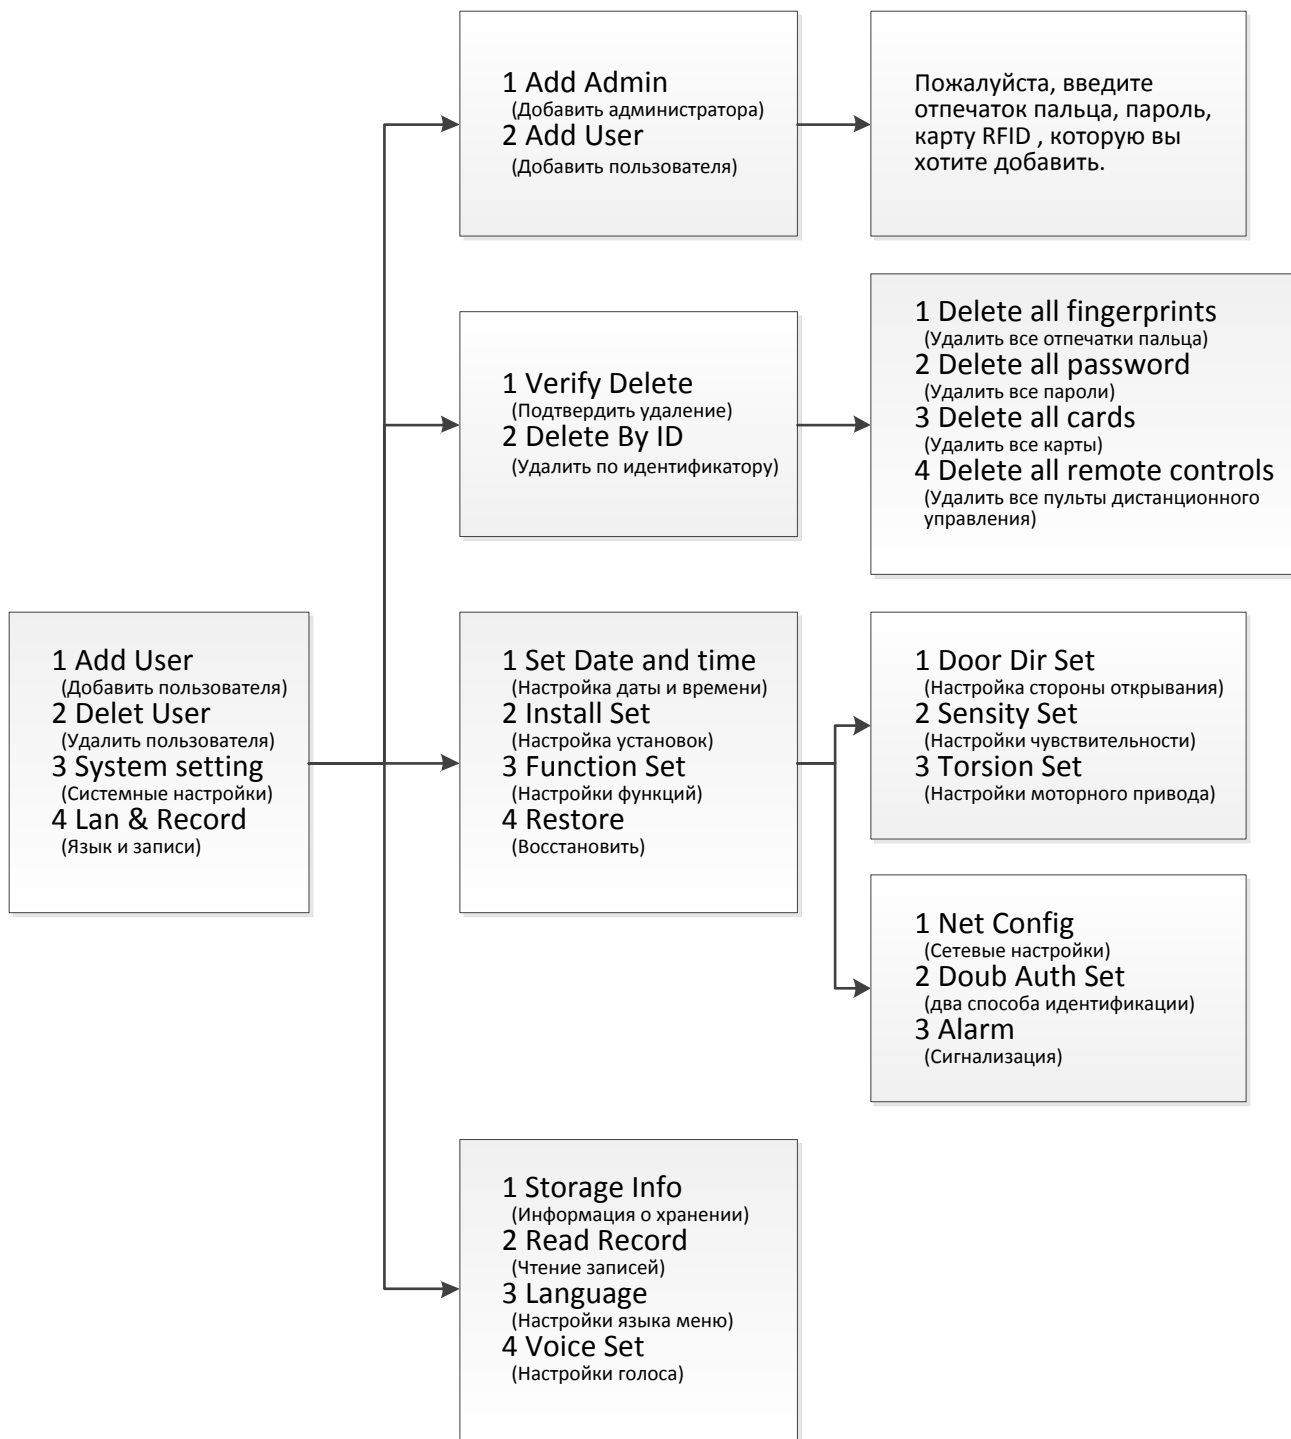 1 Add Admin
(Добавить администратора)
2 Add User
(Добавить пользователя)
Пожалуйста, введите
отпечаток пальца, пароль,
карту RFID , которую вы
хотите добавить.
1 Verify Delete
(Подтвердить удаление)
2 Delete By ID
(Удалить по идентификатору)
1 Delete all fingerprints
(Удалить все отпечатки пальца)
2 Delete all password
(Удалить все пароли)
3 Delete all cards
(Удалить все карты)
4 Delete all remote controls
(Удалить все пульты дистанционного
управления)
1 Add User
(Добавить пользователя)
2 Delet User
(Удалить пользователя)
3 System setting
(Системные настройки)
4 Lan & Record
(Язык и записи)
1 Set Date and time
(Настройка даты и времени)
2 Install Set
(Настройка установок)
3 Function Set
(Настройки функций)
4 Restore
(Восстановить)
1 Door Dir Set
(Настройка стороны открывания)
2 Sensity Set
(Настройки чувствительности)
3 Torsion Set
(Настройки моторного привода)
1 Net Config
(Сетевые настройки)
2 Doub Auth Set
(два способа идентификации)
3 Alarm
(Сигнализация)
1 Storage Info
(Информация о хранении)
2 Read Record
(Чтение записей)
3 Language
(Настройки языка меню)
4 Voice Set
(Настройки голоса)